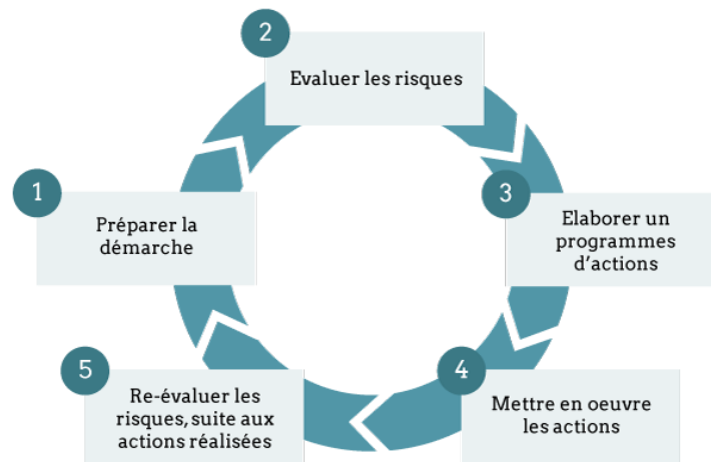 1
Préparer la
démarche
2
Evaluer les risques
3
Elaborer un
programmes
d'actions
4
Mettre en oeuvre
les actions
5
Re-évaluer les
risques, suite aux
actions réalisées